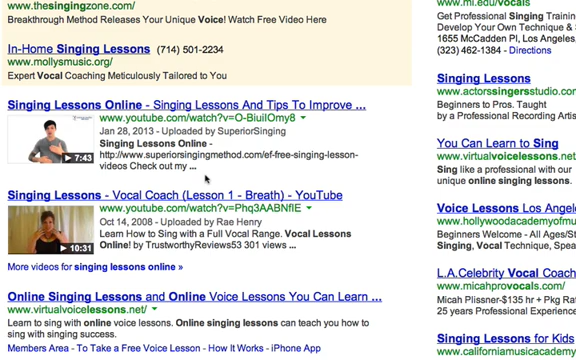 www.thesingingzone.com/
Breakthrough Method Releases Your Unique Voice! Watch Free Video Here
In-Home Singing Lessons (714) 501-2234
www.mollysmusic.org/
Expert Vocal Coaching Meticulously Tailored to You
Singing Lessons Online - Singing Lessons And Tips To Improve ...
www.youtube.com/watch?v=O-BiuIlOmy8
Jan 28, 2013 - Uploaded by SuperiorSinging
Singing Lessons Online -
http://www.superiorsingingmethod.com/ef-free-singing-lesson-
videos Check out my ...
7:43
Singing Lessons - Vocal Coach (Lesson 1 - Breath) - YouTube
www.youtube.com/watch?v=Phq3AABNfIE
Oct 14, 2008 - Uploaded by Rae Henry
Learn How to Sing with a Full Vocal Range. Vocal Lessons
Online! by TrustworthyReviews53 301 views ...
10:31
More videos for singing lessons online »
Online Singing Lessons and Online Voice Lessons You Can Learn ...
www.virtualvoicelessons.net/
Learn to sing with online voice lessons. Online singing lessons can teach you how to
sing with singing success.
Members Area - To Take a Free Voice Lesson - How It Works - iPhone App
www.mi.edu/vocals
Get Professional Singing Trainin
Develop Your Own Technique &
1655 McCadden Pl, Los Angeles,
(323) 462-1384 - Directions
Singing Lessons
www.actorssingersstudio.com
Beginners to Pros. Taught
by a Professional Recording Artis
You Can Learn to Sing
www.virtualvoicelessons.net
Sing like a professional with our
unique online singing lessons.
Voice Lessons Los Angele
www.hollywoodacademyofmus
Beginners Welcome - All Ages/St
Singing, Vocal Technique, Spea
L.A.Celebrity Vocal Coach
www.micahprovocals.com/
Micah Plissner-$135 hr + Pkg Ra
25 years Professional Experience
Singing Lessons for Kids
www.californiamusicacademy